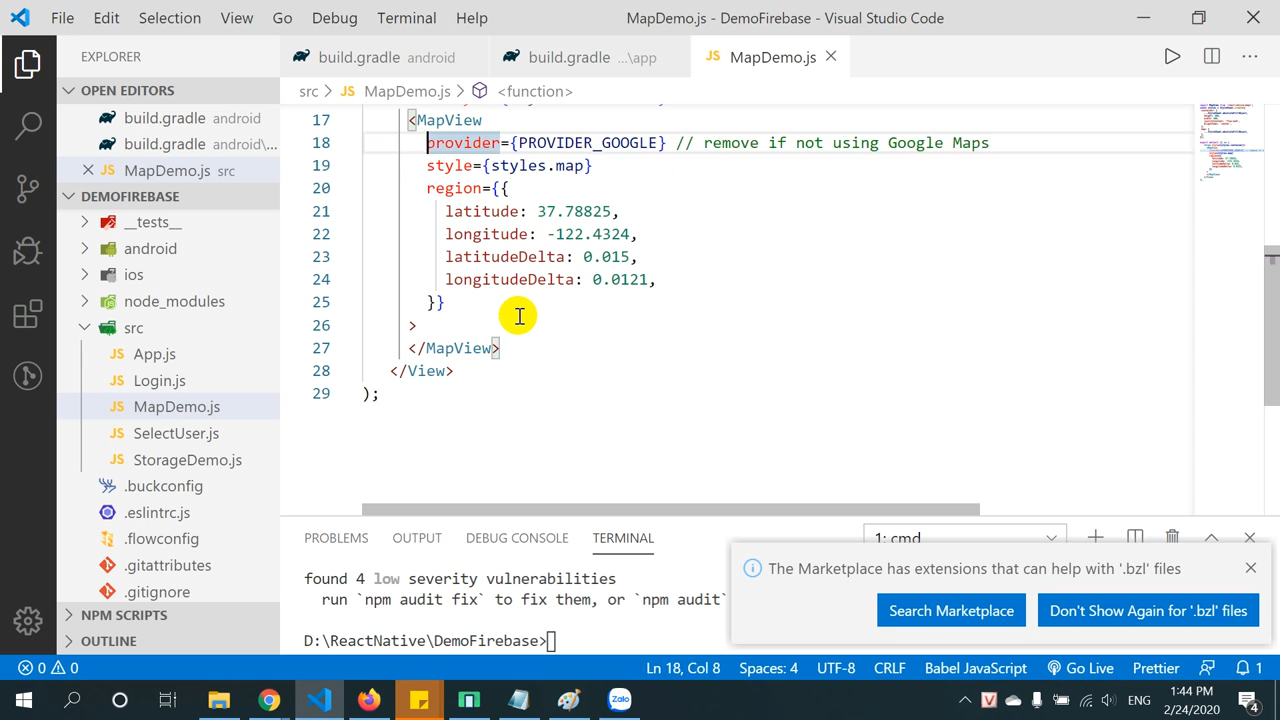 File Edit Selection View Go Debug Terminal Help MapDemo.js - DemoFirebase - Visual Studio Code
EXPLORER
build.gradle android
build.gradle ...\app
JS MapDemo.js
OPEN EDITORS
build.gradle android
build.gradle android\...
JS MapDemo.js src
DEMOFIREBASE
__tests__
android
ios
node_modules
src
JS App.js
JS Login.js
JS MapDemo.js
JS SelectUser.js
JS StorageDemo.js
.buckconfig
.eslintrc.js
.flowconfig
.gitattributes
.gitignore
NPM SCRIPTS
OUTLINE
src > JS MapDemo.js > <function>
17 <MapView
18 provider={PROVIDER_GOOGLE} // remove if not using Google Maps
19 style={styles.map}
20 region={{
21 latitude: 37.78825,
22 longitude: -122.4324,
23 latitudeDelta: 0.015,
24 longitudeDelta: 0.0121,
25 }}
26 >
27 </MapView>
28 </View>
29 );
PROBLEMS OUTPUT DEBUG CONSOLE TERMINAL 1: cmd
found 4 low severity vulnerabilities
run `npm audit fix` to fix them, or `npm audit`
D:\ReactNative\DemoFirebase>
The Marketplace has extensions that can help with '.bzl' files
Search Marketplace Don't Show Again for '.bzl' files
0 0 Ln 18, Col 8 Spaces: 4 UTF-8 CRLF Babel JavaScript Go Live Prettier 1
Zalo
ENG
1:44 PM
2/24/2020
4